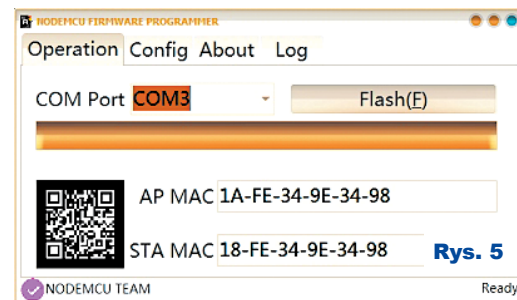 NODEMCU FIRMWARE PROGRAMMER
Operation Config About Log
COM Port COM3 Flash(F)
AP MAC 1A-FE-34-9E-34-98
STA MAC 18-FE-34-9E-34-98 Rys. 5
NODEMCU TEAM Ready